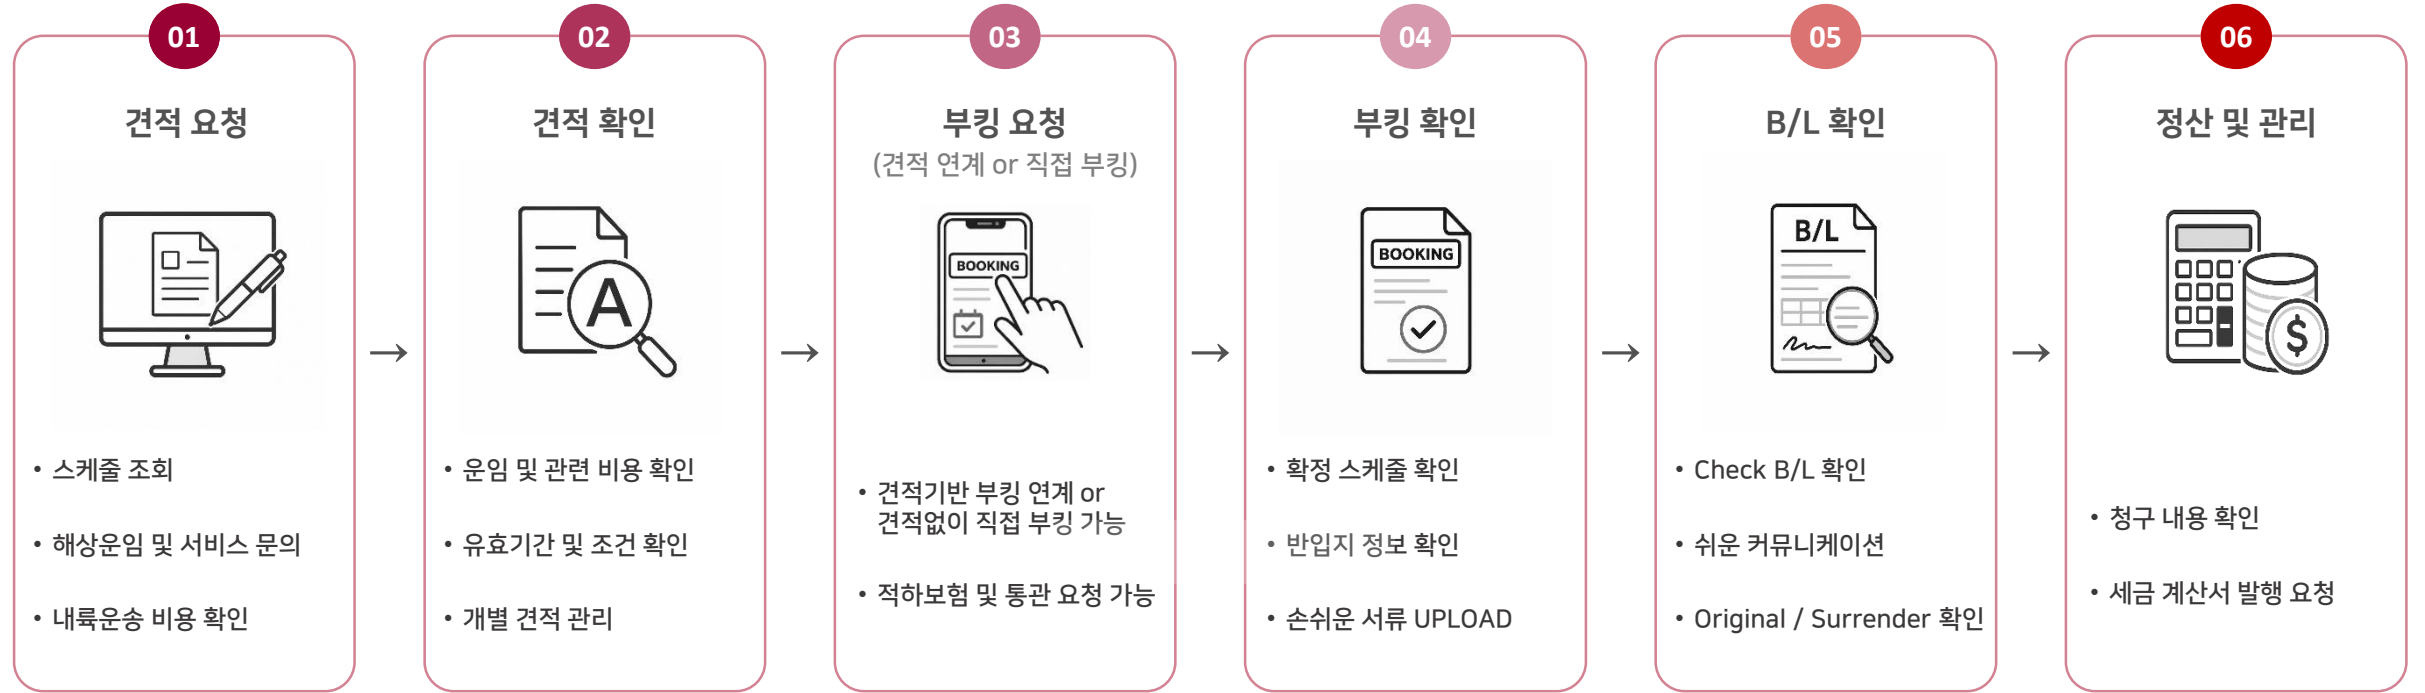 01
견적 요청
• 스케줄 조회
• 해상운임 및 서비스 문의
• 내륙운송 비용 확인
→
02
견적 확인
A
• 운임 및 관련 비용 확인
• 유효기간 및 조건 확인
• 개별 견적 관리
→
03
부킹 요청
(견적 연계 or 직접 부킹)
BOOKING
• 견적기반 부킹 연계 or
견적없이 직접 부킹 가능
• 적하보험 및 통관 요청 가능
→
04
부킹 확인
BOOKING
• 확정 스케줄 확인
• 반입지 정보 확인
• 손쉬운 서류 UPLOAD
→
05
B/L 확인
B/L
• Check B/L 확인
• 쉬운 커뮤니케이션
• Original / Surrender 확인
→
06
정산 및 관리
$
• 청구 내용 확인
• 세금 계산서 발행 요청